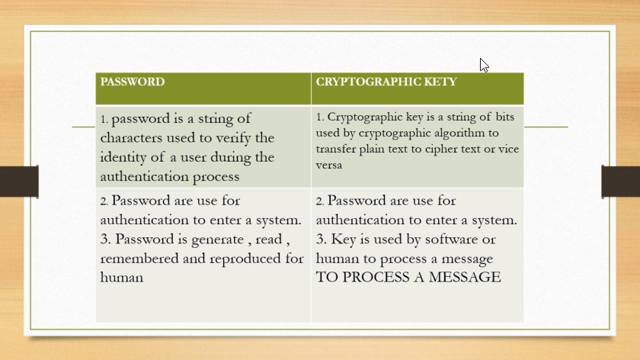 PASSWORD
CRYPTOGRAPHIC KETY
1. password is a string of
characters used to verify the
identity of a user during the
authentication process
1. Cryptographic key is a string of bits
used by cryptographic algorithm to
transfer plain text to cipher text or vice
versa
2. Password are use for
authentication to enter a system.
3. Password is generate , read ,
remembered and reproduced for
human
2. Password are use for
authentication to enter a system.
3. Key is used by software or
human to process a message
TO PROCESS A MESSAGE